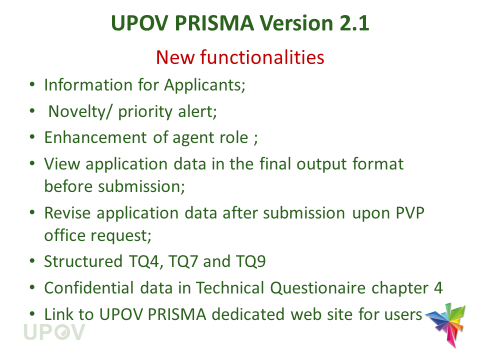 UPOV PRISMA Version 2.1
New functionalities
• Information for Applicants;
• Novelty/ priority alert;
• Enhancement of agent role ;
• View application data in the final output format
before submission;
• Revise application data after submission upon PVP
office request;
• Structured TQ4, TQ7 and TQ9
• Confidential data in Technical Questionaire chapter 4
• Link to UPOV PRISMA dedicated web site for users
UPOV